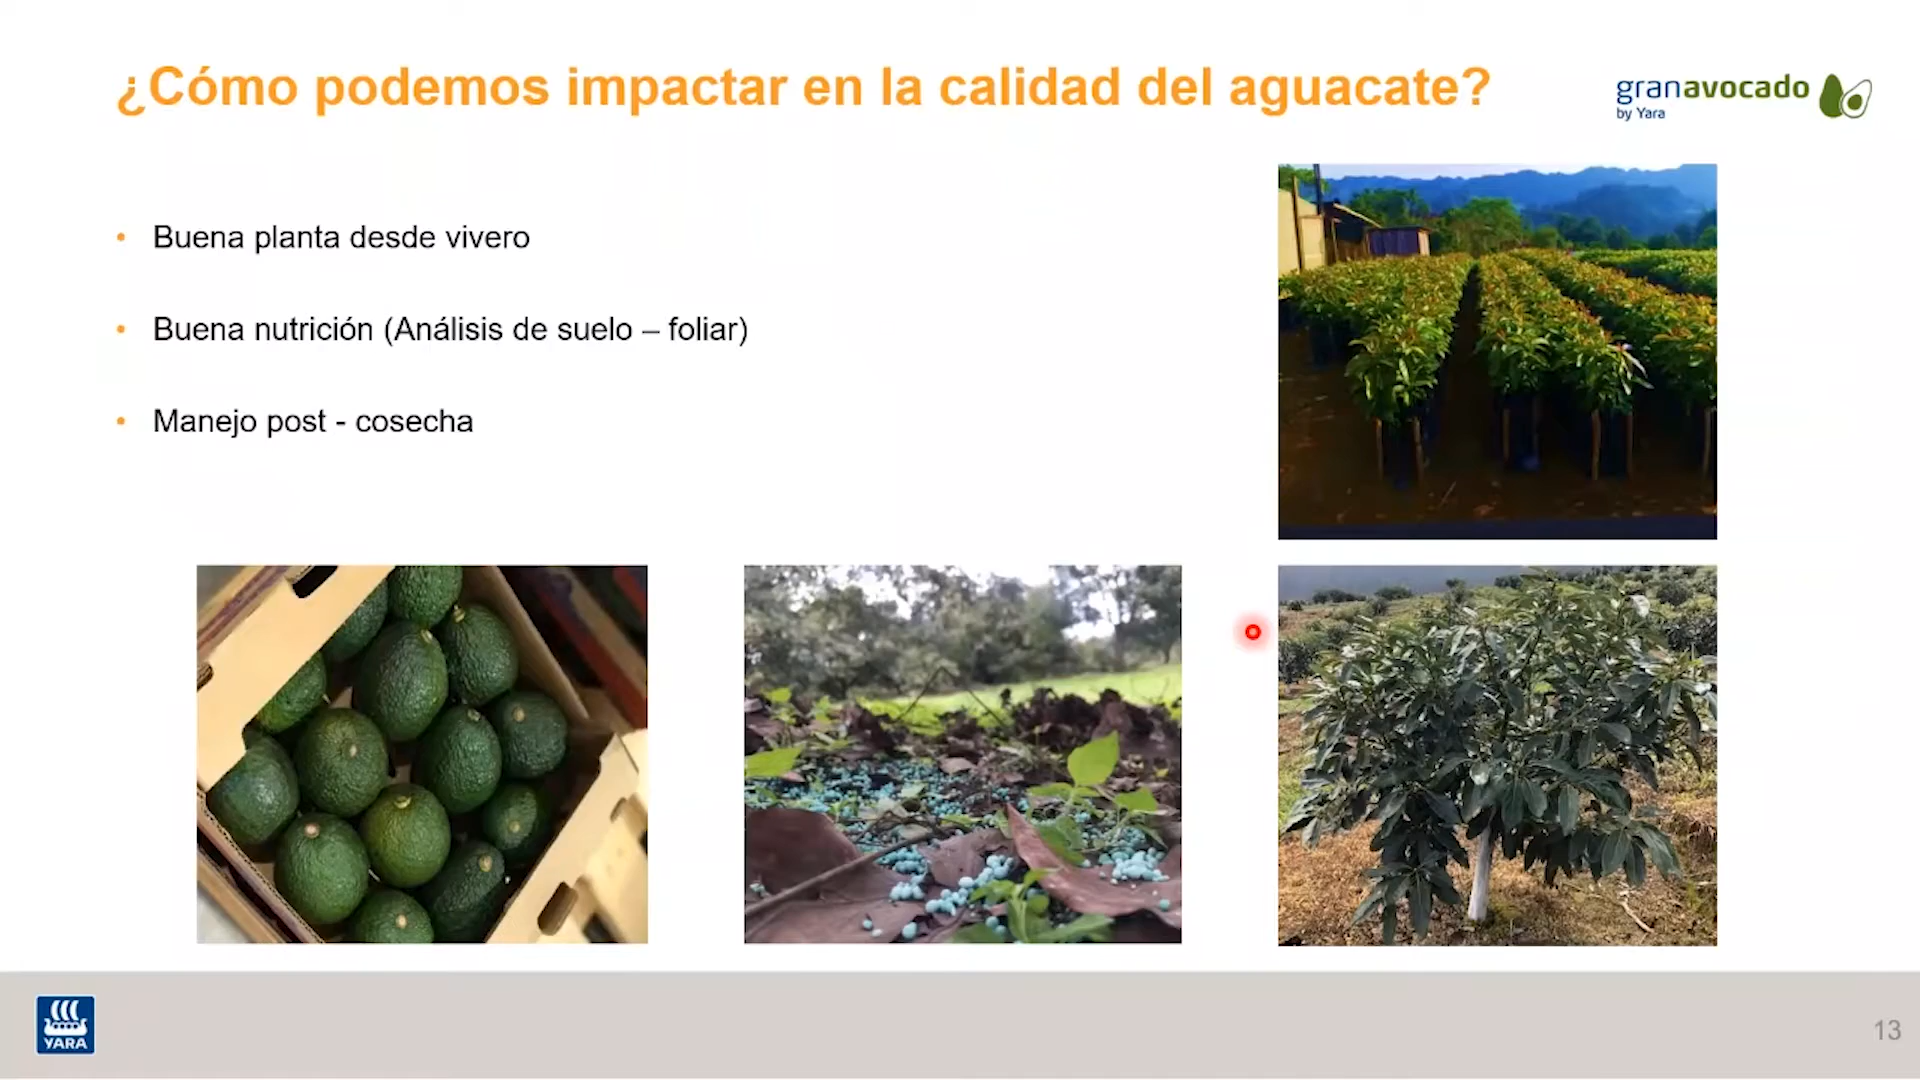 ¿Cómo podemos impactar en la calidad del aguacate?
granavocado
by Yara
• Buena planta desde vivero
• Buena nutrición (Análisis de suelo – foliar)
• Manejo post - cosecha
YARA
13